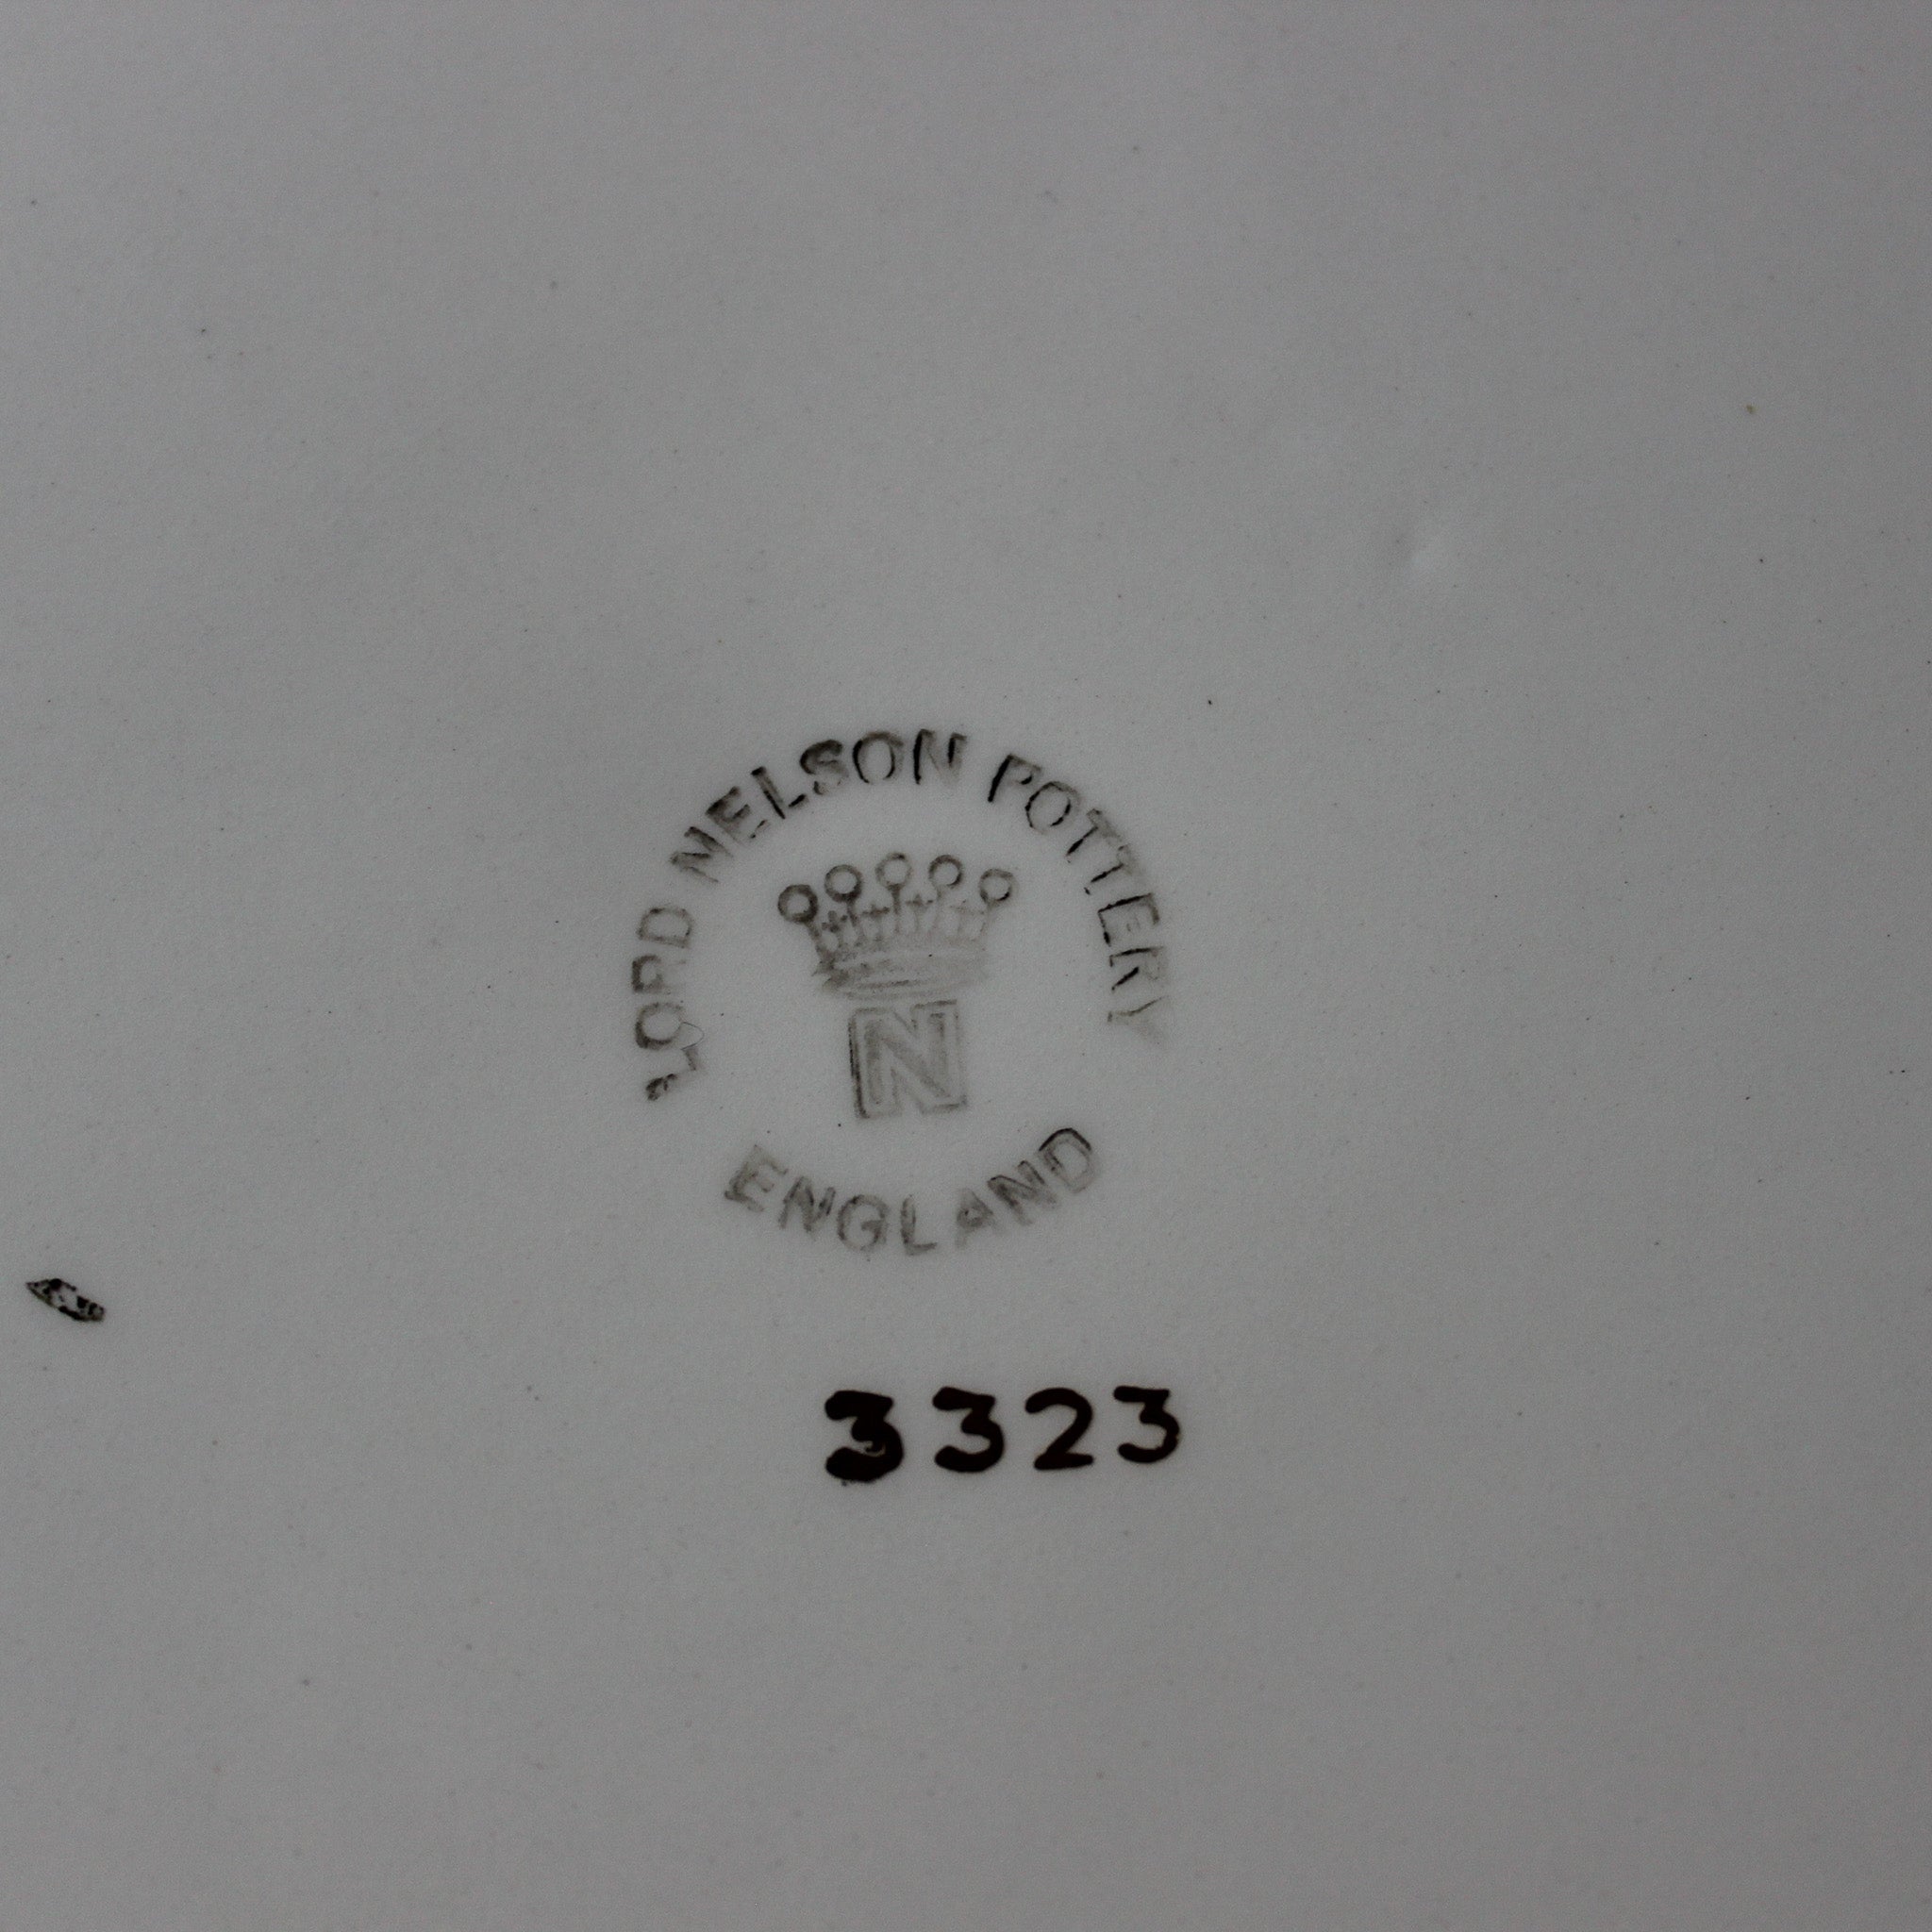 LORD NELSON POTTERY
N
ENGLAND
3323